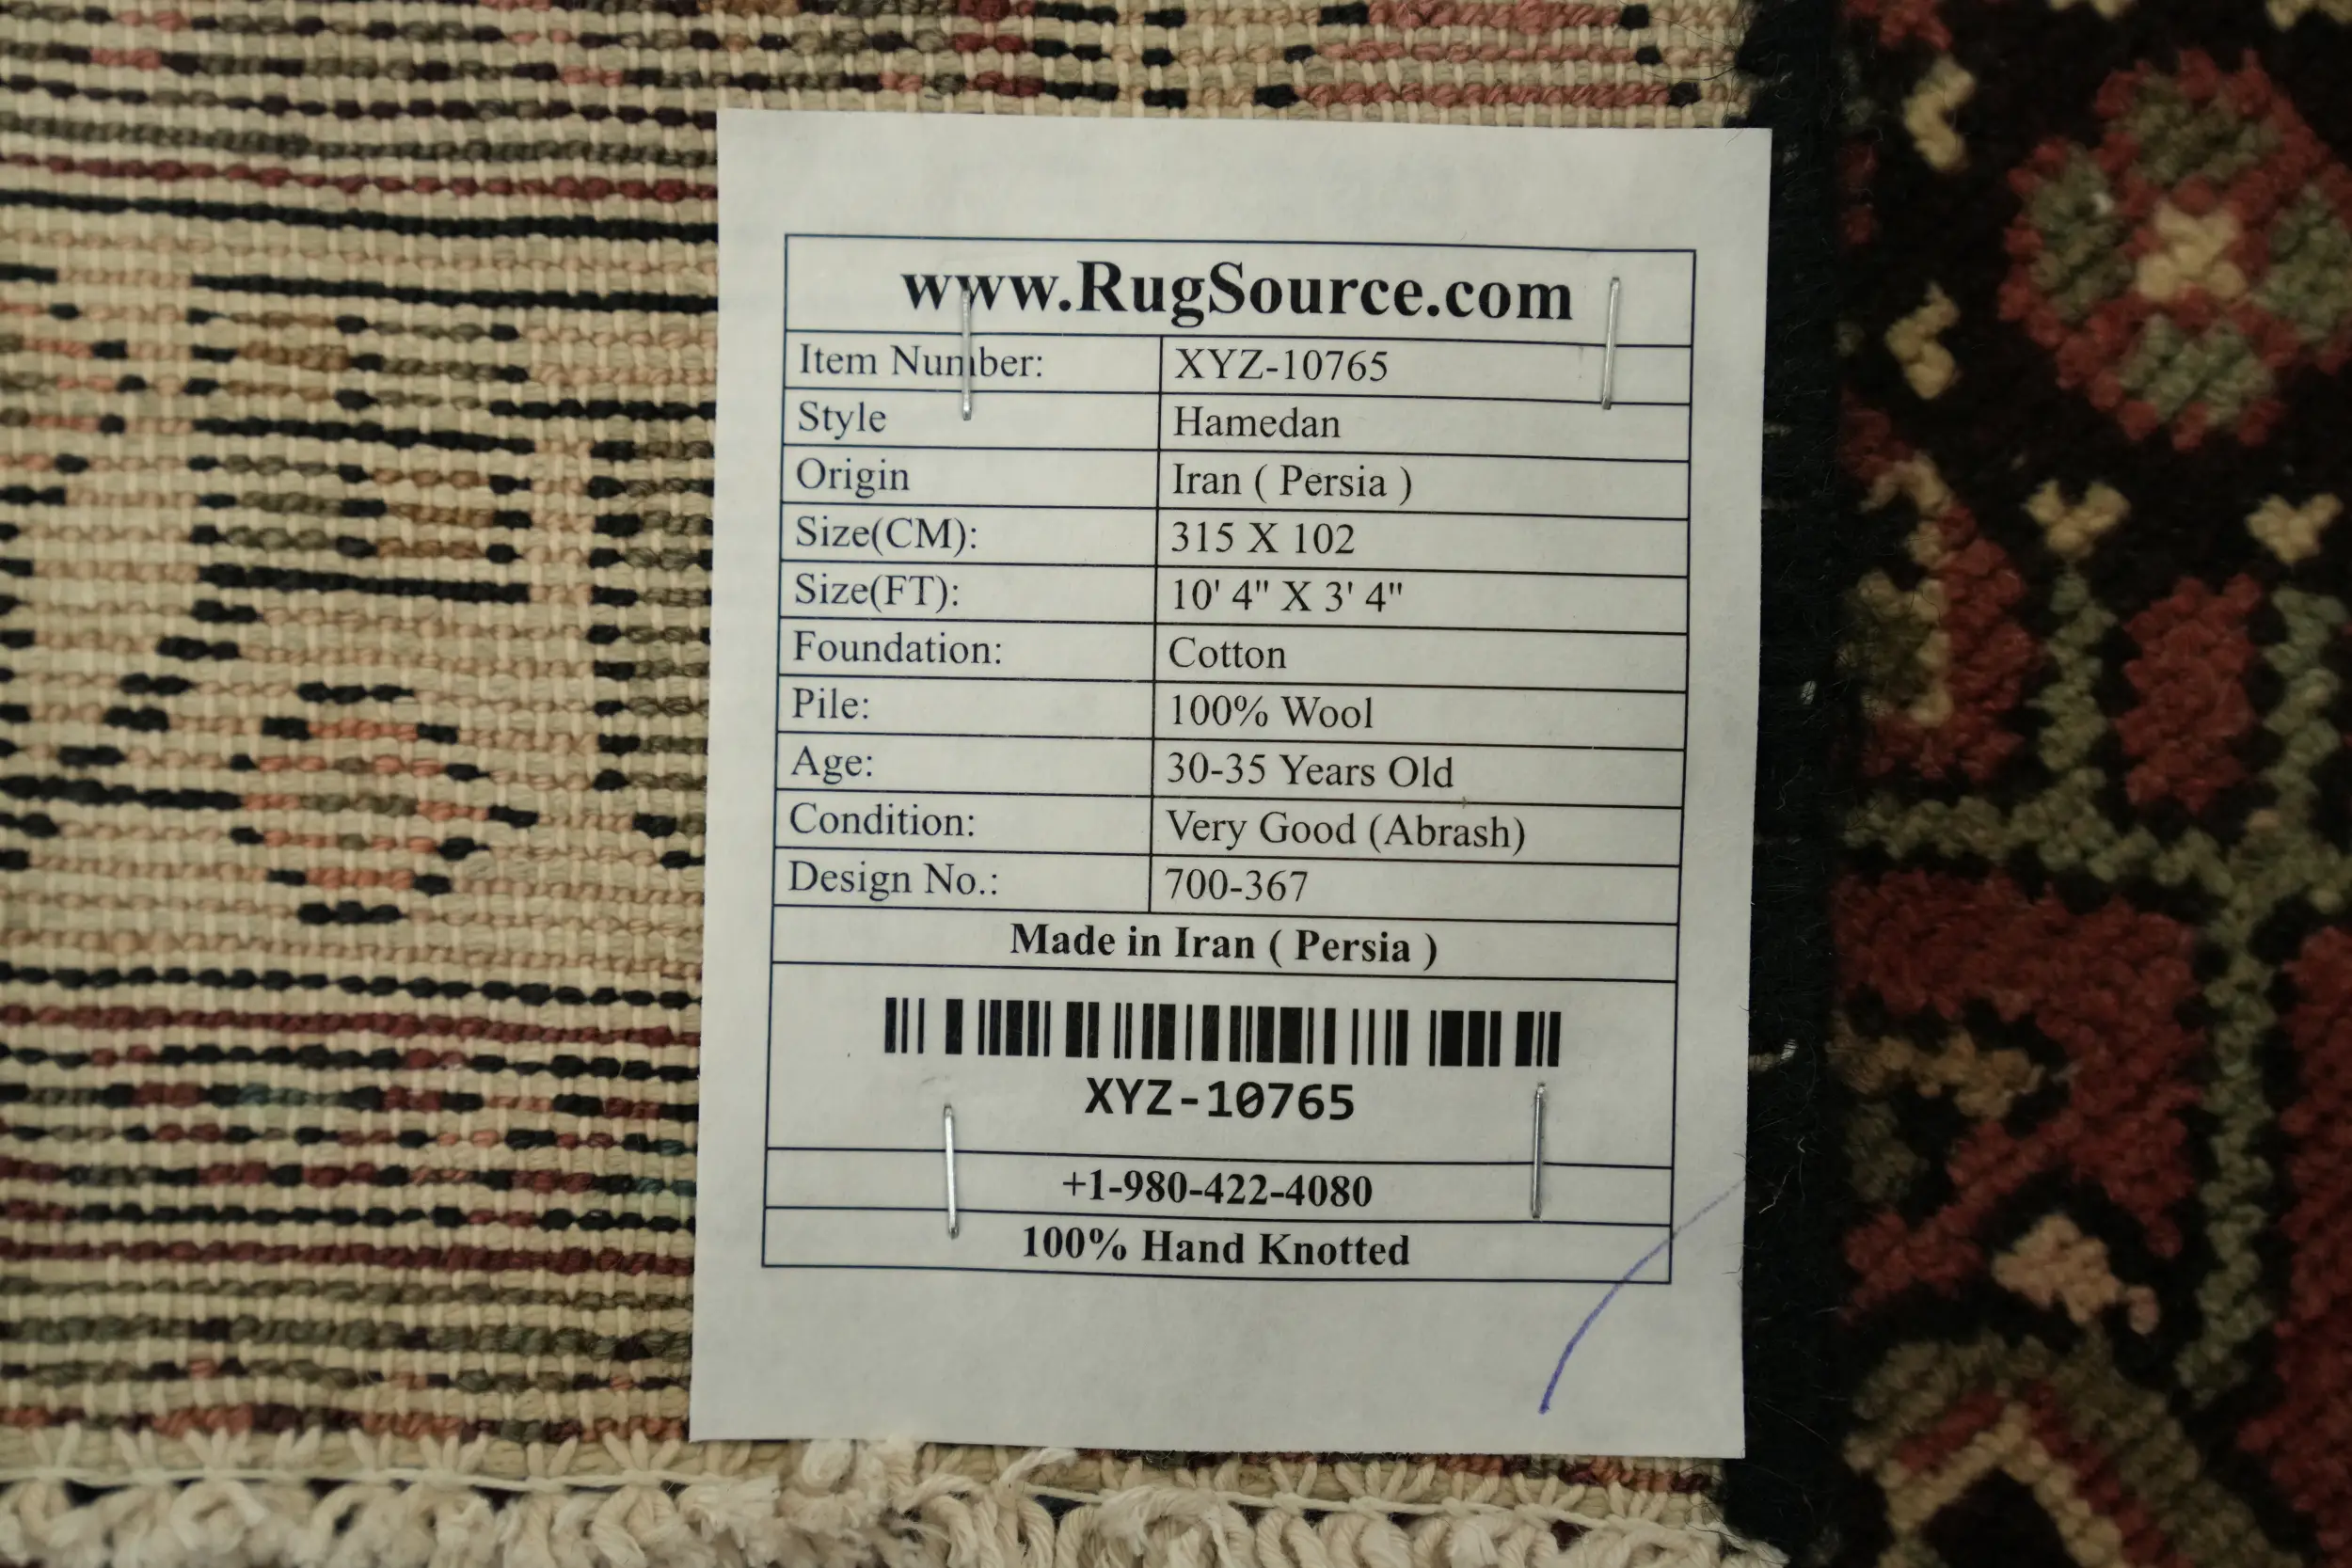 www.RugSource.com
Item Number: XYZ-10765
Style Hamedan
Origin Iran ( Persia )
Size(CM): 315 X 102
Size(FT): 10' 4" X 3' 4"
Foundation: Cotton
Pile: 100% Wool
Age: 30-35 Years Old
Condition: Very Good (Abrash)
Design No.: 700-367
Made in Iran ( Persia )
XYZ-10765
+1-980-422-4080
100% Hand Knotted